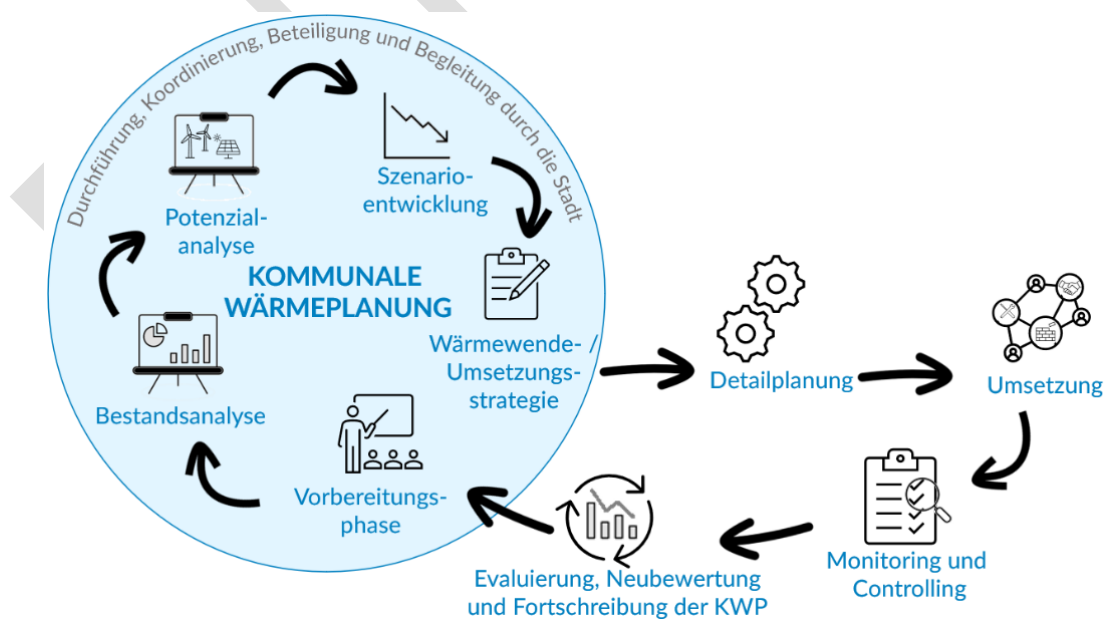 Durchführung, Koordinierung, Beteiligung und Begleitung durch die Stadt
Potenzial-
analyse
Szenario-
entwicklung
KOMMUNALE
WÄRMEPLANUNG
Wärmewende- /
Umsetzungs-
strategie
Bestandsanalyse
Vorbereitungs-
phase
Detailplanung
Umsetzung
Monitoring und
Controlling
Evaluierung, Neubewertung
und Fortschreibung der KWP